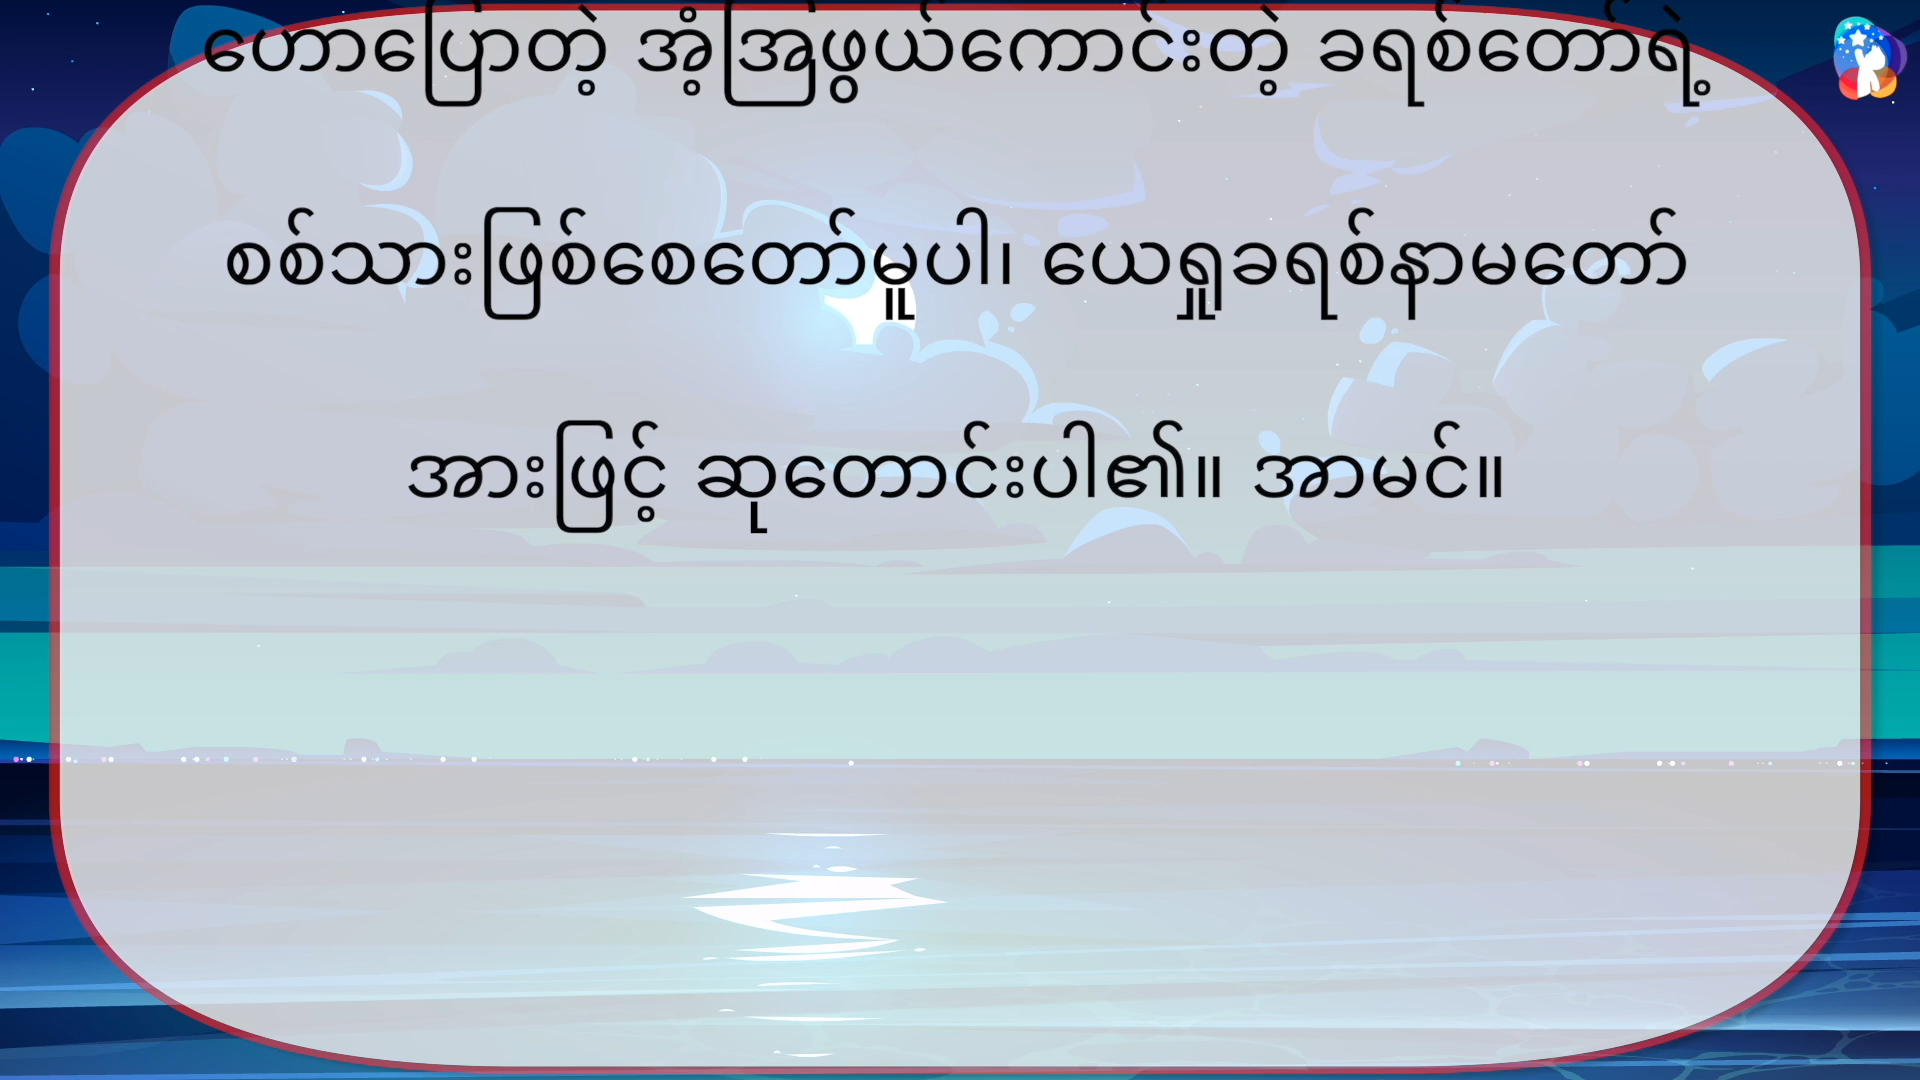 ဟောပြောတဲ့ အံ့အြဖွယ်ကောင်းတဲ့ ခရစ်တော်ရဲ့
စစ်သားဖြစ်စေတော်မူပါ၊ ယေရှုခရစ်နာမတော်
အားဖြင့် ဆုတောင်းပါ၏။ အာမင်။